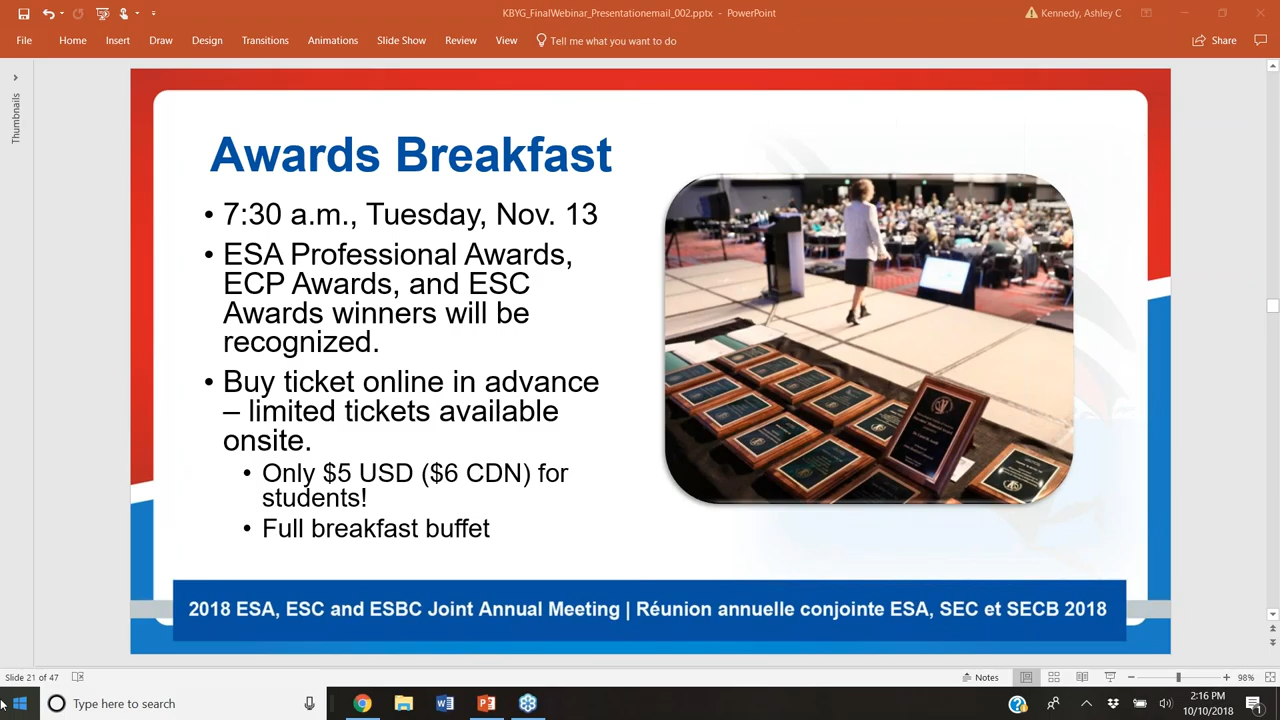 KBYG_FinalWebinar_Presentationemail_002.pptx - PowerPoint
Kennedy, Ashley C
File Home Insert Draw Design Transitions Animations Slide Show Review View Tell me what you want to do Share
Thumbnails
Awards Breakfast
• 7:30 a.m., Tuesday, Nov. 13
• ESA Professional Awards,
ECP Awards, and ESC
Awards winners will be
recognized.
• Buy ticket online in advance
– limited tickets available
onsite.
• Only $5 USD ($6 CDN) for
students!
• Full breakfast buffet
2018 ESA, ESC and ESBC Joint Annual Meeting | Réunion annuelle conjointe ESA, SEC et SECB 2018
Slide 21 of 47
Notes
98%
Type here to search
2:16 PM
10/10/2018